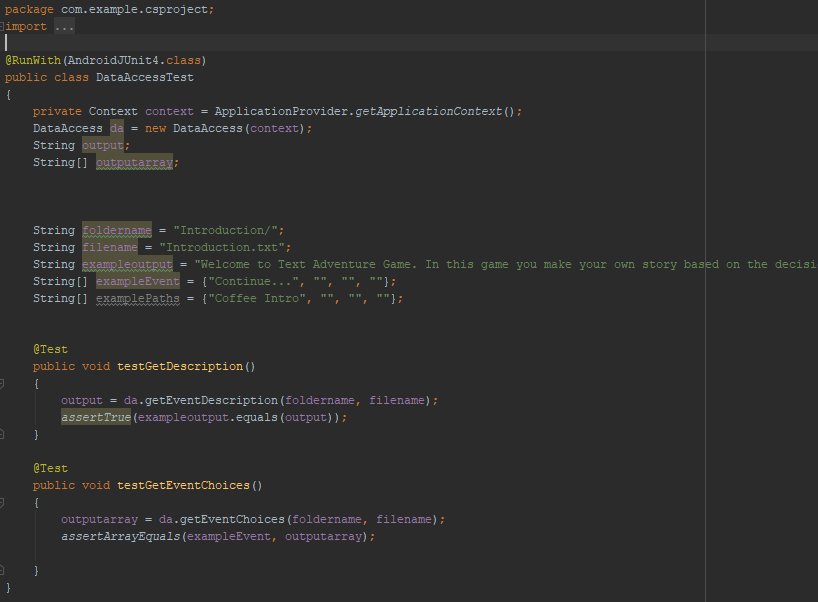 package com.example.csproject;
import ...
@RunWith(AndroidJUnit4.class)
public class DataAccessTest
{
private Context context = ApplicationProvider.getApplicationContext();
DataAccess da = new DataAccess(context);
String output;
String[] outputarray;
String foldername = "Introduction/";
String filename = "Introduction.txt";
String exampleoutput = "Welcome to Text Adventure Game. In this game you make your own story based on the decisi
String[] exampleEvent = {"Continue...", "", "", ""};
String[] examplePaths = {"Coffee Intro", "", "", ""};
@Test
public void testGetDescription()
{
output = da.getEventDescription(foldername, filename);
assertTrue(exampleoutput.equals(output));
}
@Test
public void testGetEventChoices()
{
outputarray = da.getEventChoices(foldername, filename);
assertArrayEquals(exampleEvent, outputarray);
}
}